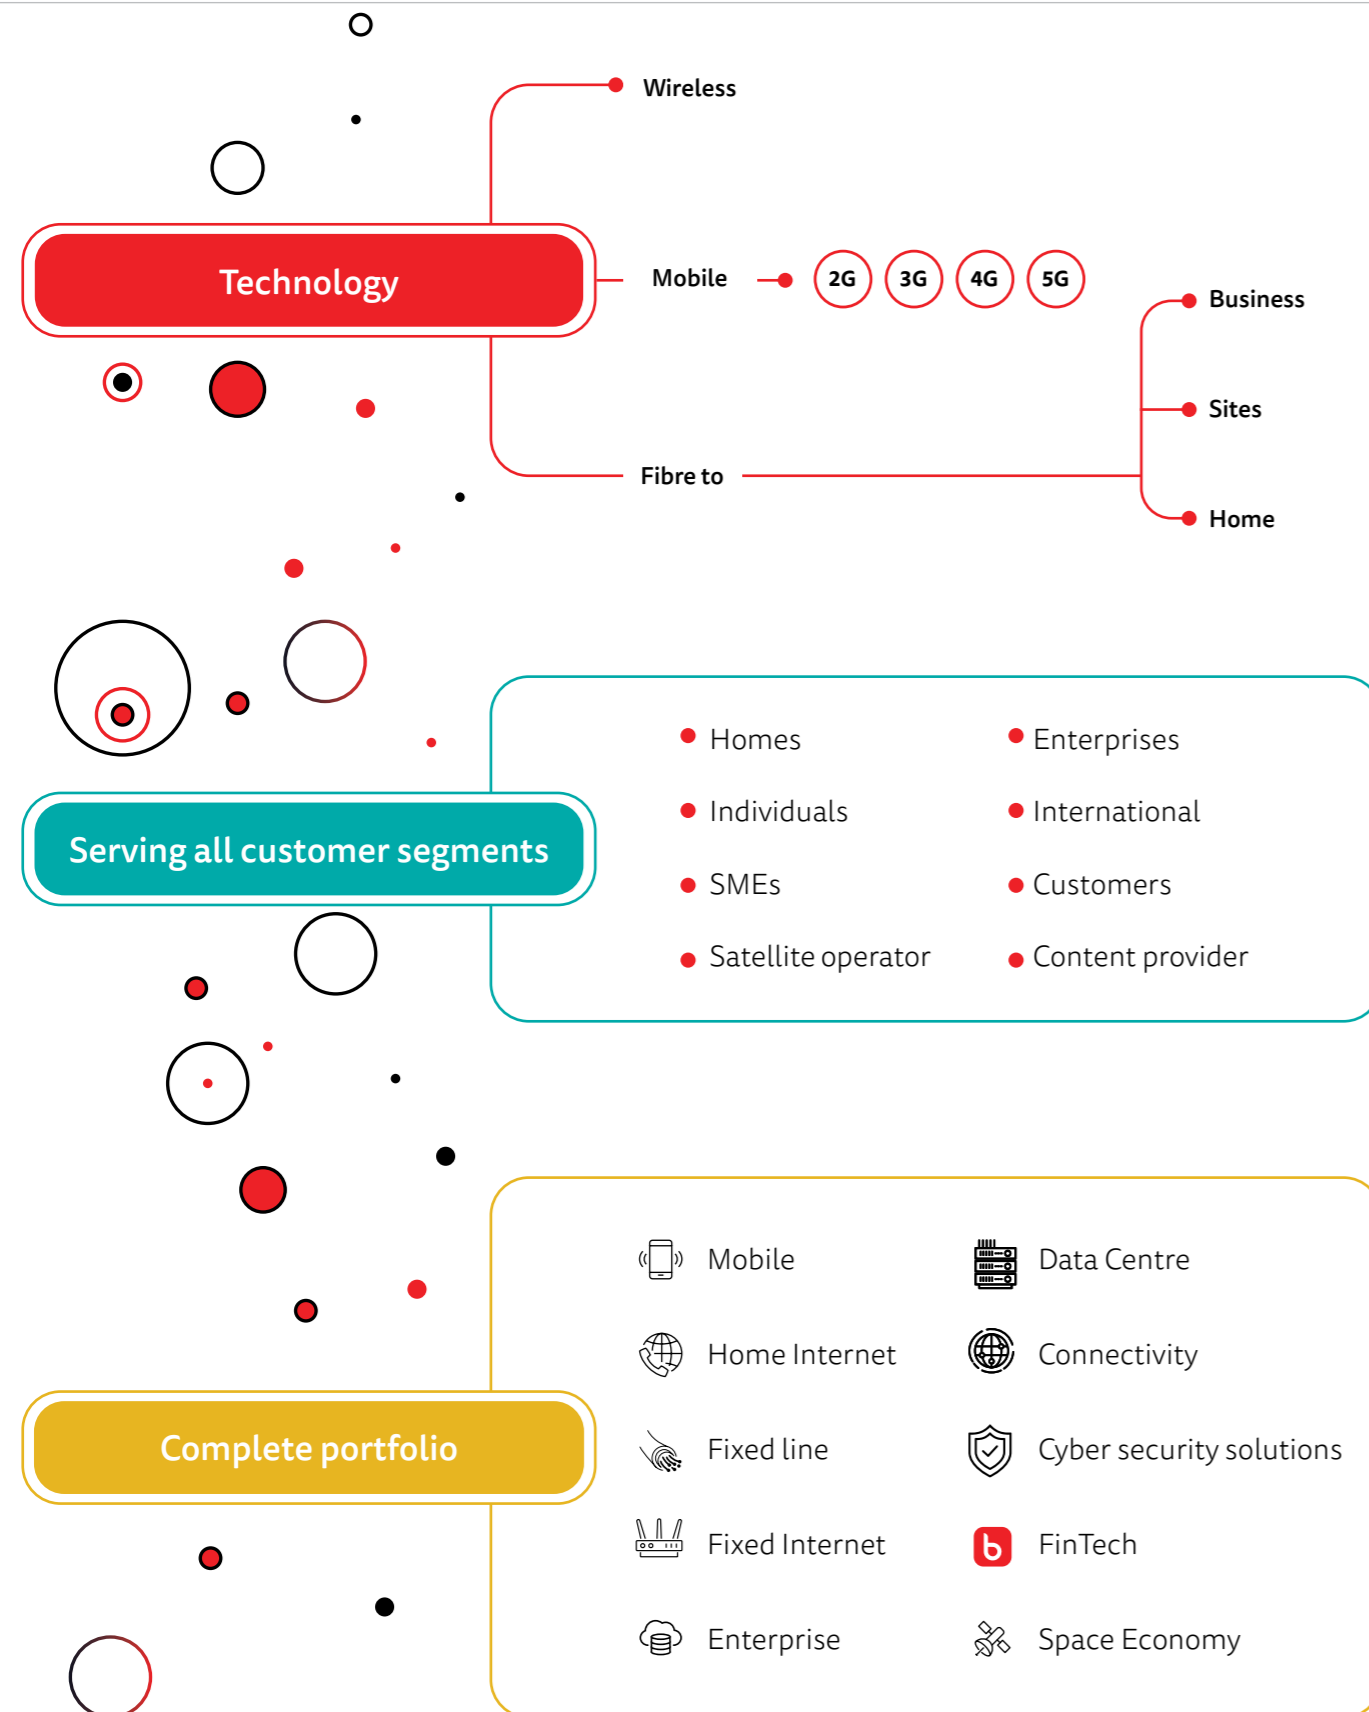 Wireless
Technology
Mobile
2G 3G 4G 5G
Business
Sites
Fibre to
Home
Serving all customer segments
Homes
Individuals
SMEs
Satellite operator
Enterprises
International
Customers
Content provider
Complete portfolio
Mobile
Home Internet
Fixed line
Fixed Internet
Enterprise
Data Centre
Connectivity
Cyber security solutions
b FinTech
Space Economy